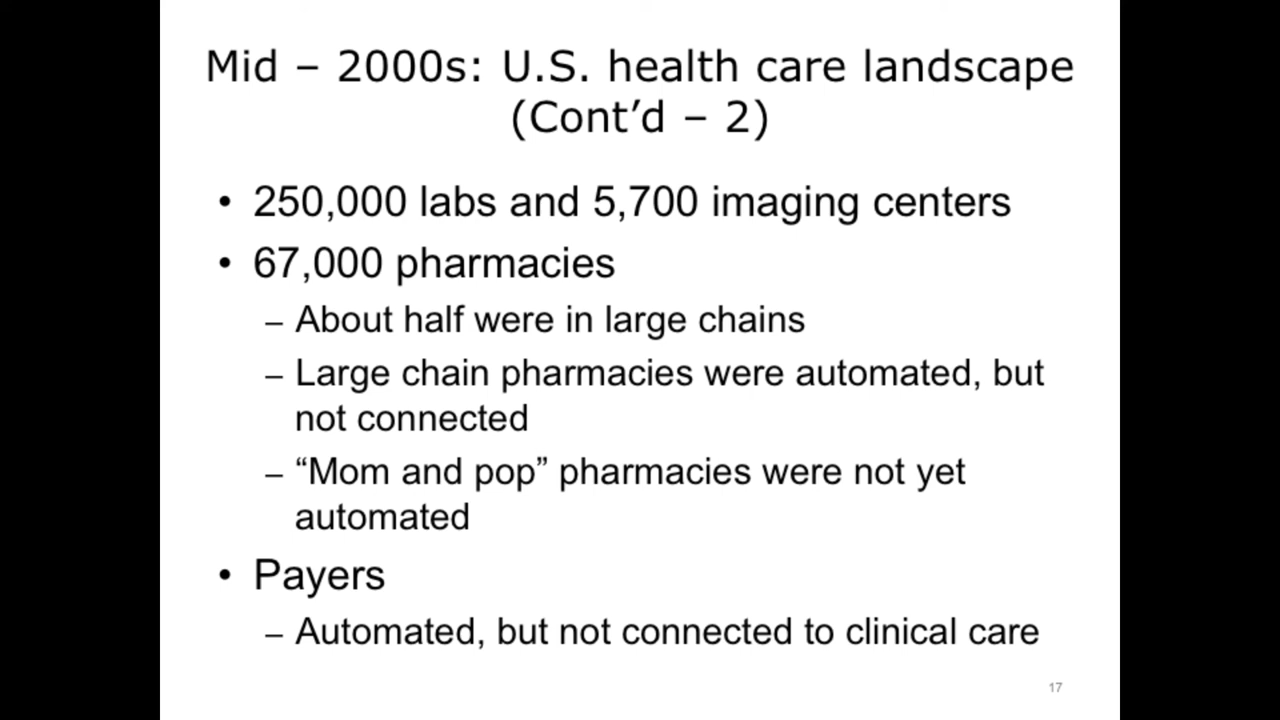 Mid – 2000s: U.S. health care landscape
(Cont’d – 2)
• 250,000 labs and 5,700 imaging centers
• 67,000 pharmacies
– About half were in large chains
– Large chain pharmacies were automated, but
not connected
– “Mom and pop” pharmacies were not yet
automated
• Payers
– Automated, but not connected to clinical care
17